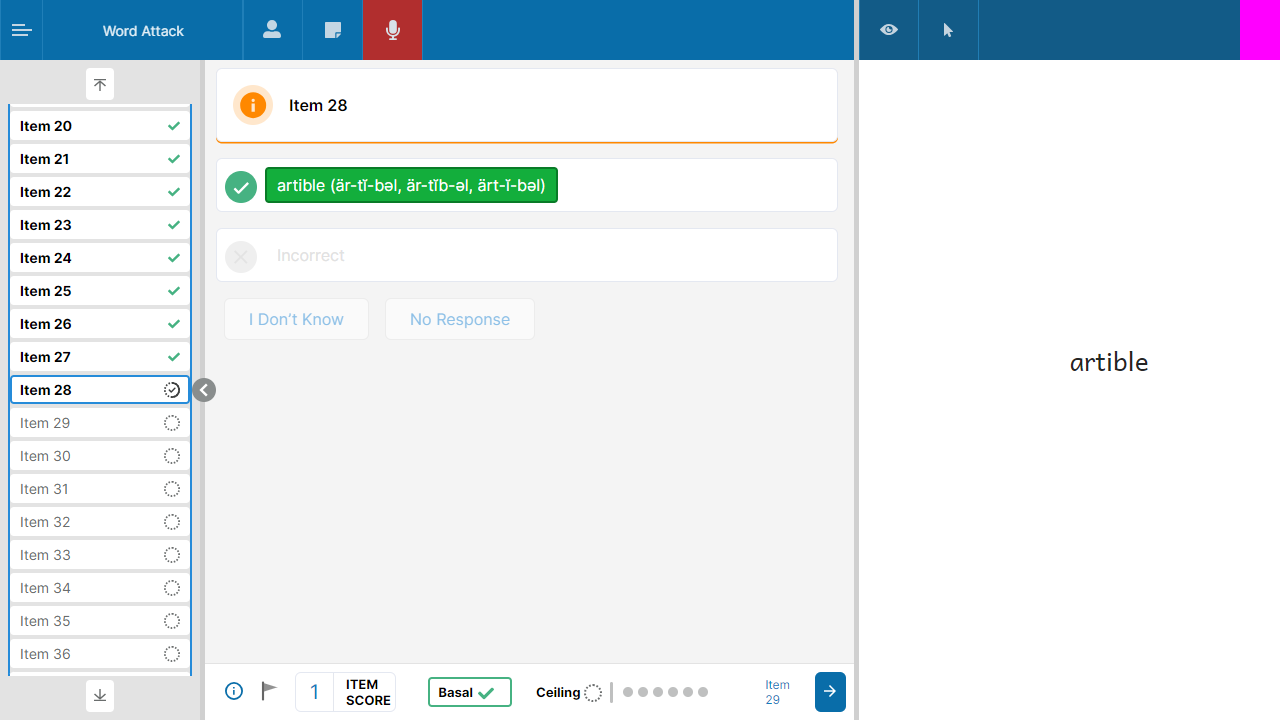 Word Attack
Item 20
Item 21
Item 22
Item 23
Item 24
Item 25
Item 26
Item 27
Item 28
Item 29
Item 30
Item 31
Item 32
Item 33
Item 34
Item 35
Item 36
Item 28
artible (är-tĭ-bəl, är-tĭb-əl, ärt-ĭ-bəl)
Incorrect
I Don’t Know
No Response
artible
1
ITEM
SCORE
Basal
Ceiling
Item
29